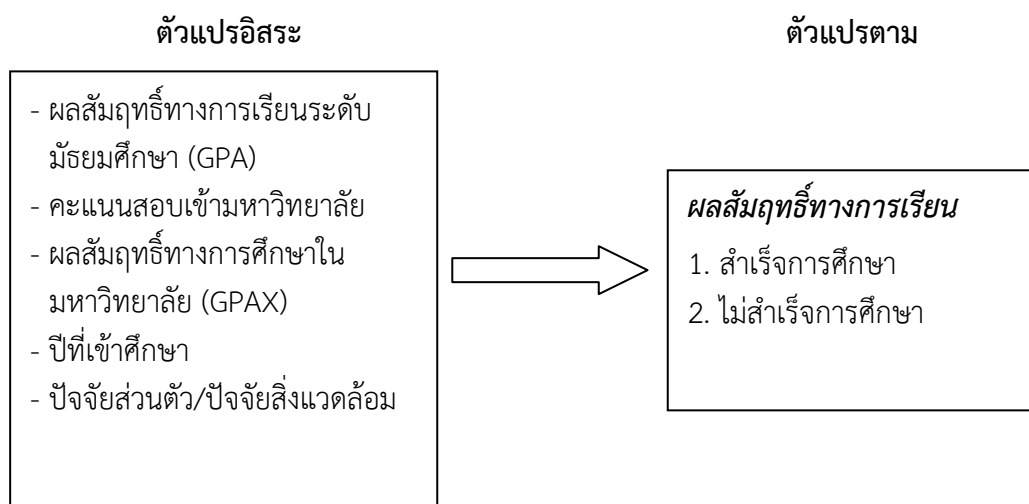 ตัวแปรอิสระ
- ผลสัมฤทธิ์ทางการเรียนระดับ
มัธยมศึกษา (GPA)
- คะแนนสอบเข้ามหาวิทยาลัย
- ผลสัมฤทธิ์ทางการศึกษาใน
มหาวิทยาลัย (GPAX)
- ปีที่เข้าศึกษา
- ปัจจัยส่วนตัว/ปัจจัยสิ่งแวดล้อม
ตัวแปรตาม
ผลสัมฤทธิ์ทางการเรียน
1. สำเร็จการศึกษา
2. ไม่สำเร็จการศึกษา